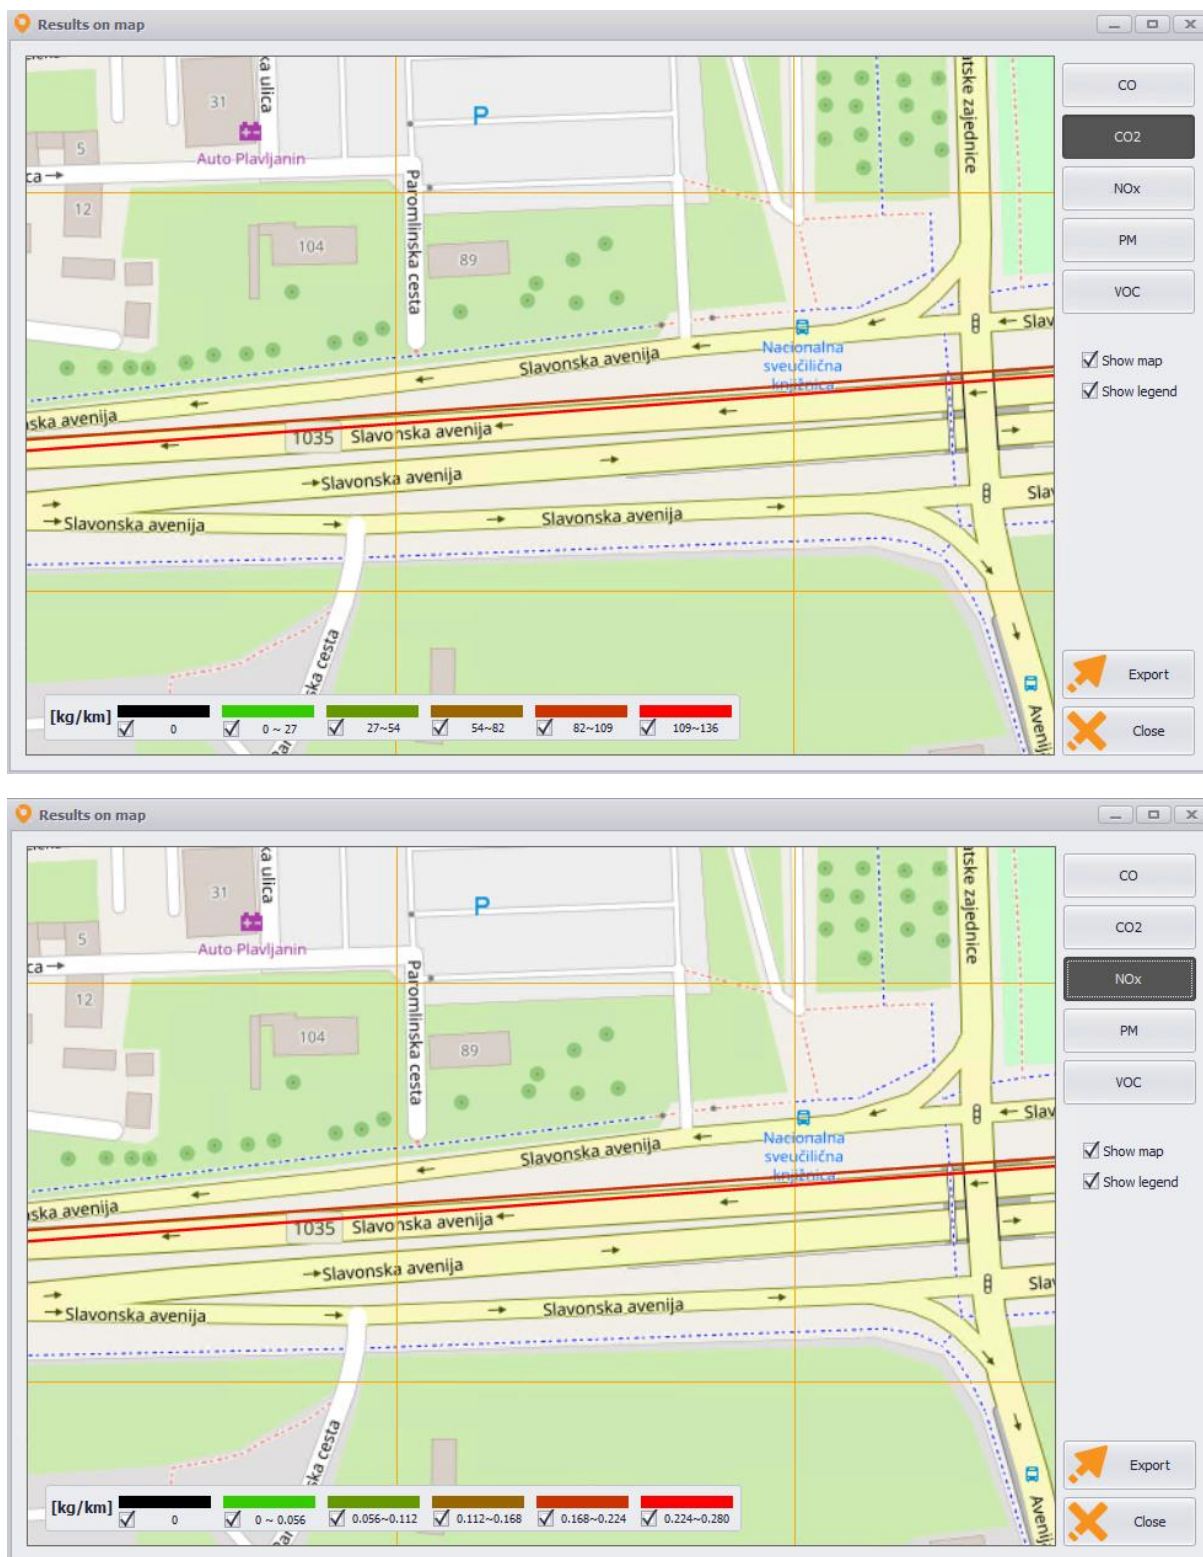 Results on map
ka ulica
tske zajednice
CO
31
P
CO2
5
Auto Plavljanin
ca
Paromlinska cesta
NOx
12
104
89
PM
VOC
Slav
Nacionalna
sveučilična
knjižnica
Slavonska avenija
Show map
Show legend
ska avenija
1035
Slavonska avenija
Slavonska avenija
Slav
Slavonska avenija
Slavonska avenija
ska cesta
Export
Avenij
[kg/km]
0
0 ~ 27
27~54
54~82
82~109
109~136
Close
Results on map
ka ulica
tske zajednice
CO
31
P
CO2
5
Auto Plavljanin
ca
Paromlinska cesta
NOx
12
104
89
PM
VOC
Slav
Nacionalna
sveučilična
knjižnica
Slavonska avenija
Show map
Show legend
ska avenija
1035
Slavonska avenija
Slavonska avenija
Sla
Slavonska avenija
Slavonska avenija
ska cesta
Export
Avenij
[kg/km]
0
0 ~ 0.056
0.056~0.112
0.112~0.168
0.168~0.224
0.224~0.280
Close